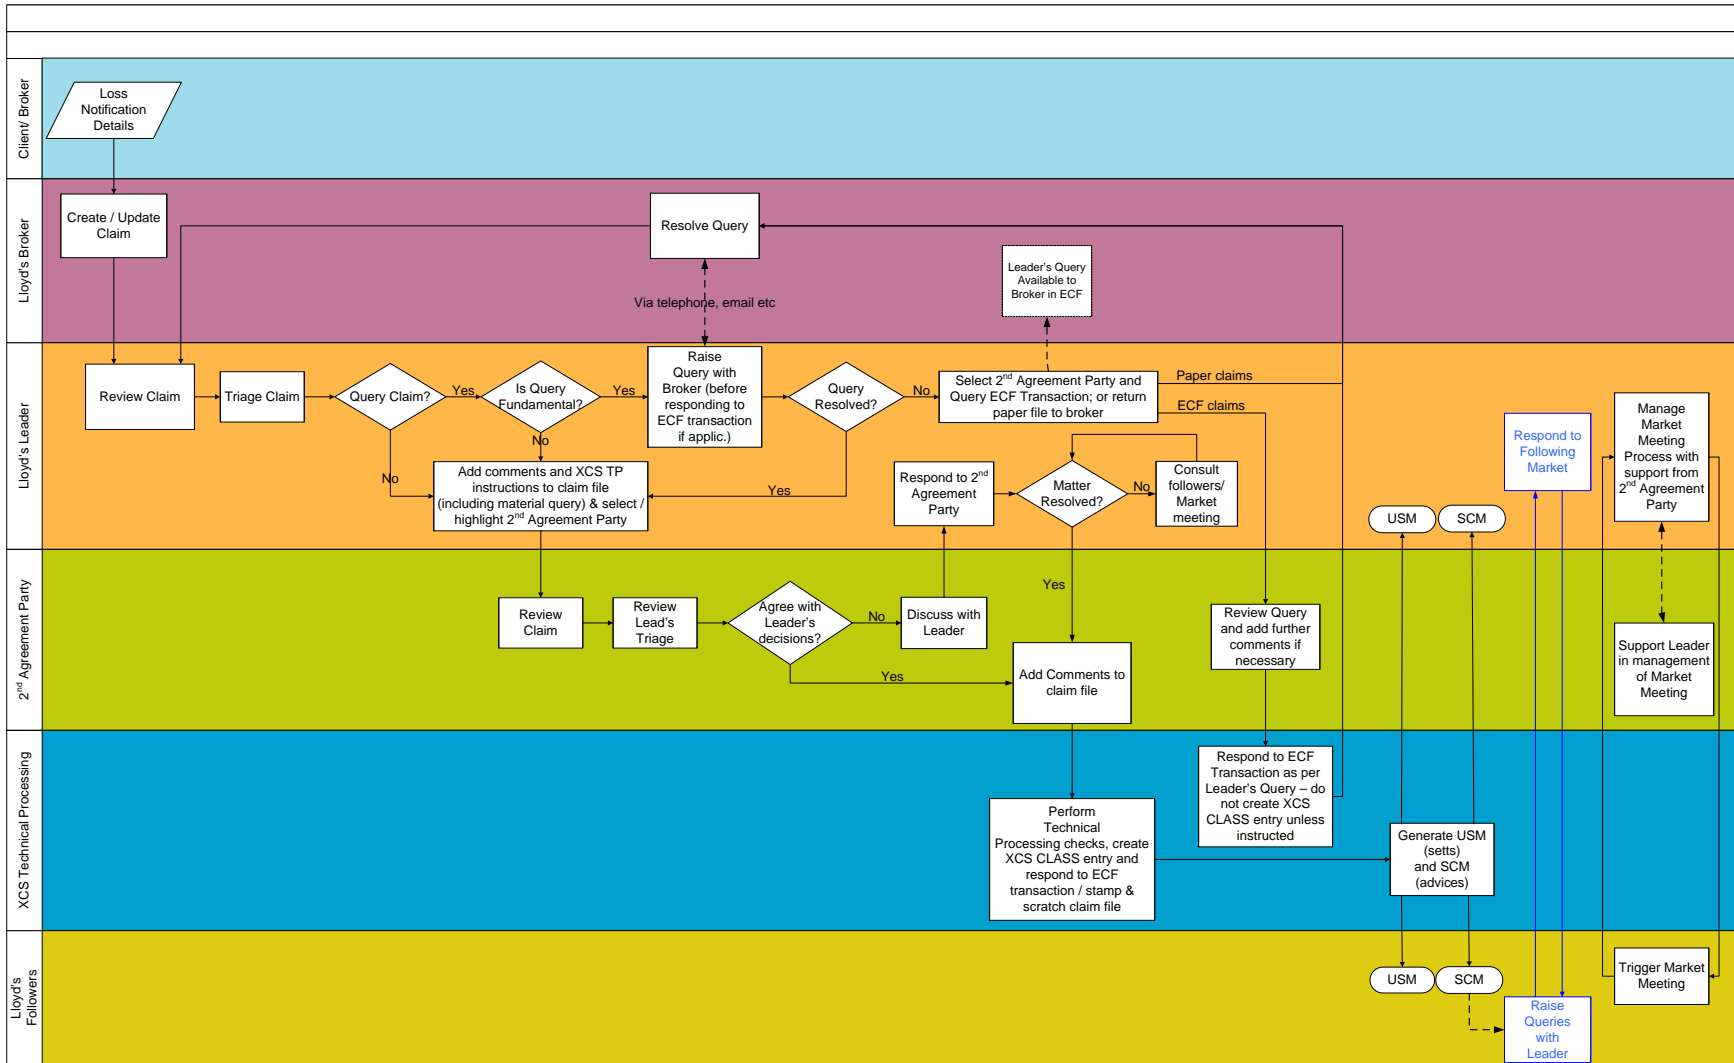 Client/ Broker
Loss
Notification
Details
Lloyd's Broker
Create / Update
Claim
Resolve Query
Via telephone, email etc
Leader's Query
Available to
Broker in ECF
Lloyd's Leader
Review Claim
Triage Claim
Query Claim?
Yes
No
Is Query
Fundamental?
Yes
No
Raise
Query with
Broker (before
responding to
ECF transaction
if applic.)
Query
Resolved?
No
Yes
Select 2nd Agreement Party and
Query ECF Transaction; or return
paper file to broker
Paper claims
ECF claims
Add comments and XCS TP
instructions to claim file
(including material query) & select /
highlight 2nd Agreement Party
Respond to 2nd
Agreement
Party
Matter
Resolved?
No
Yes
Consult
followers/
Market
meeting
USM
SCM
Respond to
Following
Market
Manage
Market
Meeting
Process with
support from
2nd Agreement
Party
2nd Agreement Party
Review
Claim
Review
Lead's
Triage
Agree with
Leader's
decisions?
No
Yes
Discuss with
Leader
Add Comments to
claim file
Review Query
and add further
comments if
necessary
Support Leader
in management
of Market
Meeting
XCS Technical Processing
Perform
Technical
Processing checks, create
XCS CLASS entry and
respond to ECF
transaction / stamp &
scratch claim file
Respond to ECF
Transaction as per
Leader's Query – do
not create XCS
CLASS entry unless
instructed
Generate USM
(setts)
and SCM
(advices)
Lloyd's
Followers
USM
SCM
Raise
Queries
with
Leader
Trigger Market
Meeting